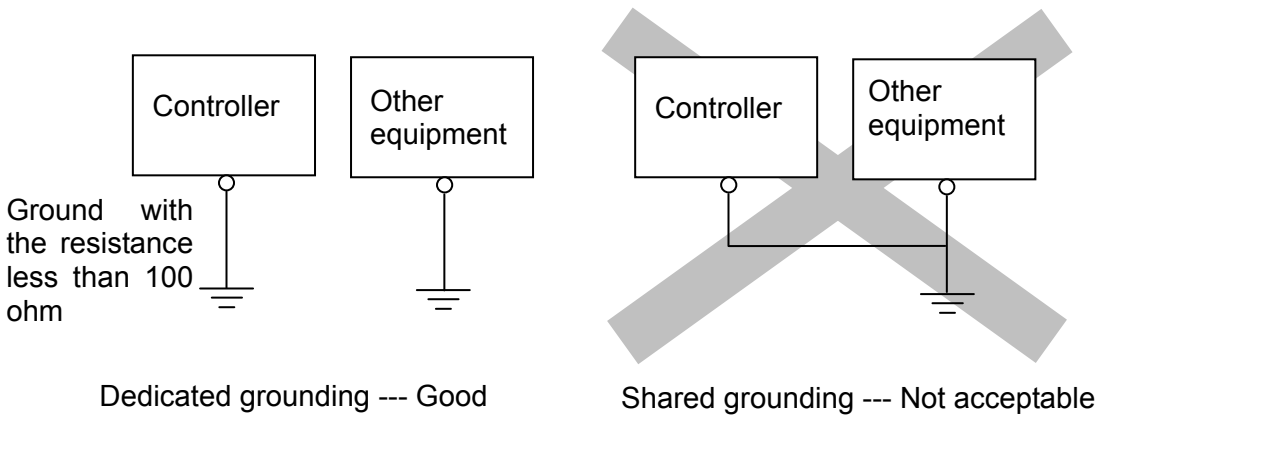 Controller
Other
equipment
Ground with
the resistance
less than 100
ohm
Dedicated grounding --- Good
Controller
Other
equipment
Shared grounding --- Not acceptable